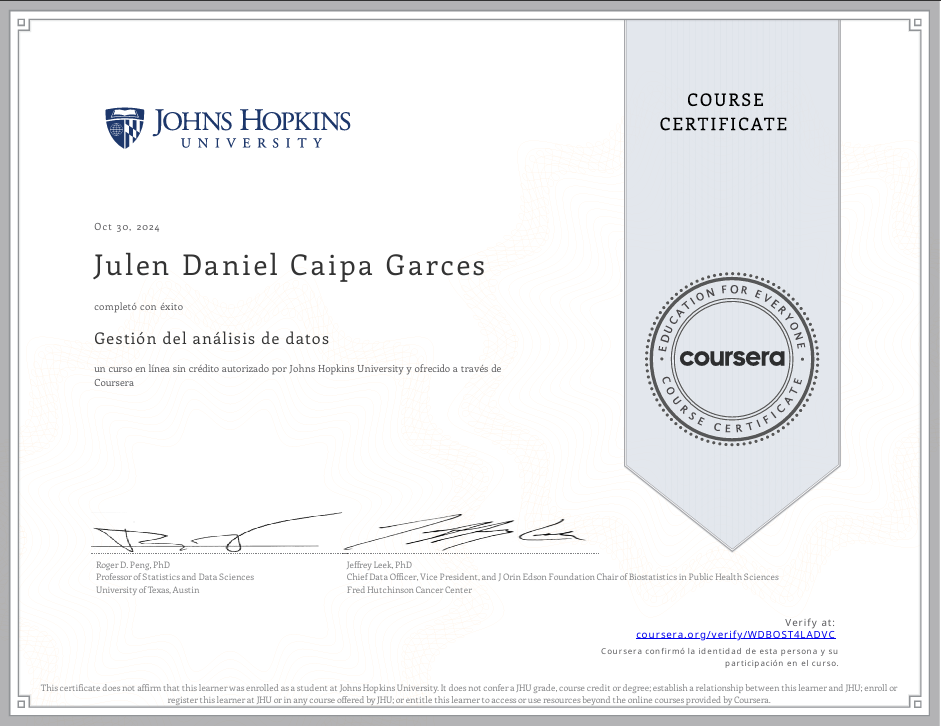 JOHNS HOPKINS
UNIVERSITY
COURSE
CERTIFICATE
Oct 30, 2024
Julen Daniel Caipa Garces
completó con éxito
Gestión del análisis de datos
un curso en línea sin crédito autorizado por Johns Hopkins University y ofrecido a través de
Coursera
EDUCATION FOR EVERYONE
coursera
COURSE CERTIFICATE
Roger D. Peng, PhD
Professor of Statistics and Data Sciences
University of Texas, Austin
Jeffrey Leek, PhD
Chief Data Officer, Vice President, and J Orin Edson Foundation Chair of Biostatistics in Public Health Sciences
Fred Hutchinson Cancer Center
Verify at:
coursera.org/verify/WDBOST4LADVC
Coursera confirmó la identidad de esta persona y su
participación en el curso.
This certificate does not affirm that this learner was enrolled as a student at Johns Hopkins University. It does not confer a JHU grade, course credit or degree; establish a relationship between this learner and JHU; enroll or
register this learner at JHU or in any course offered by JHU; or entitle this learner to access or use resources beyond the online courses provided by Coursera.